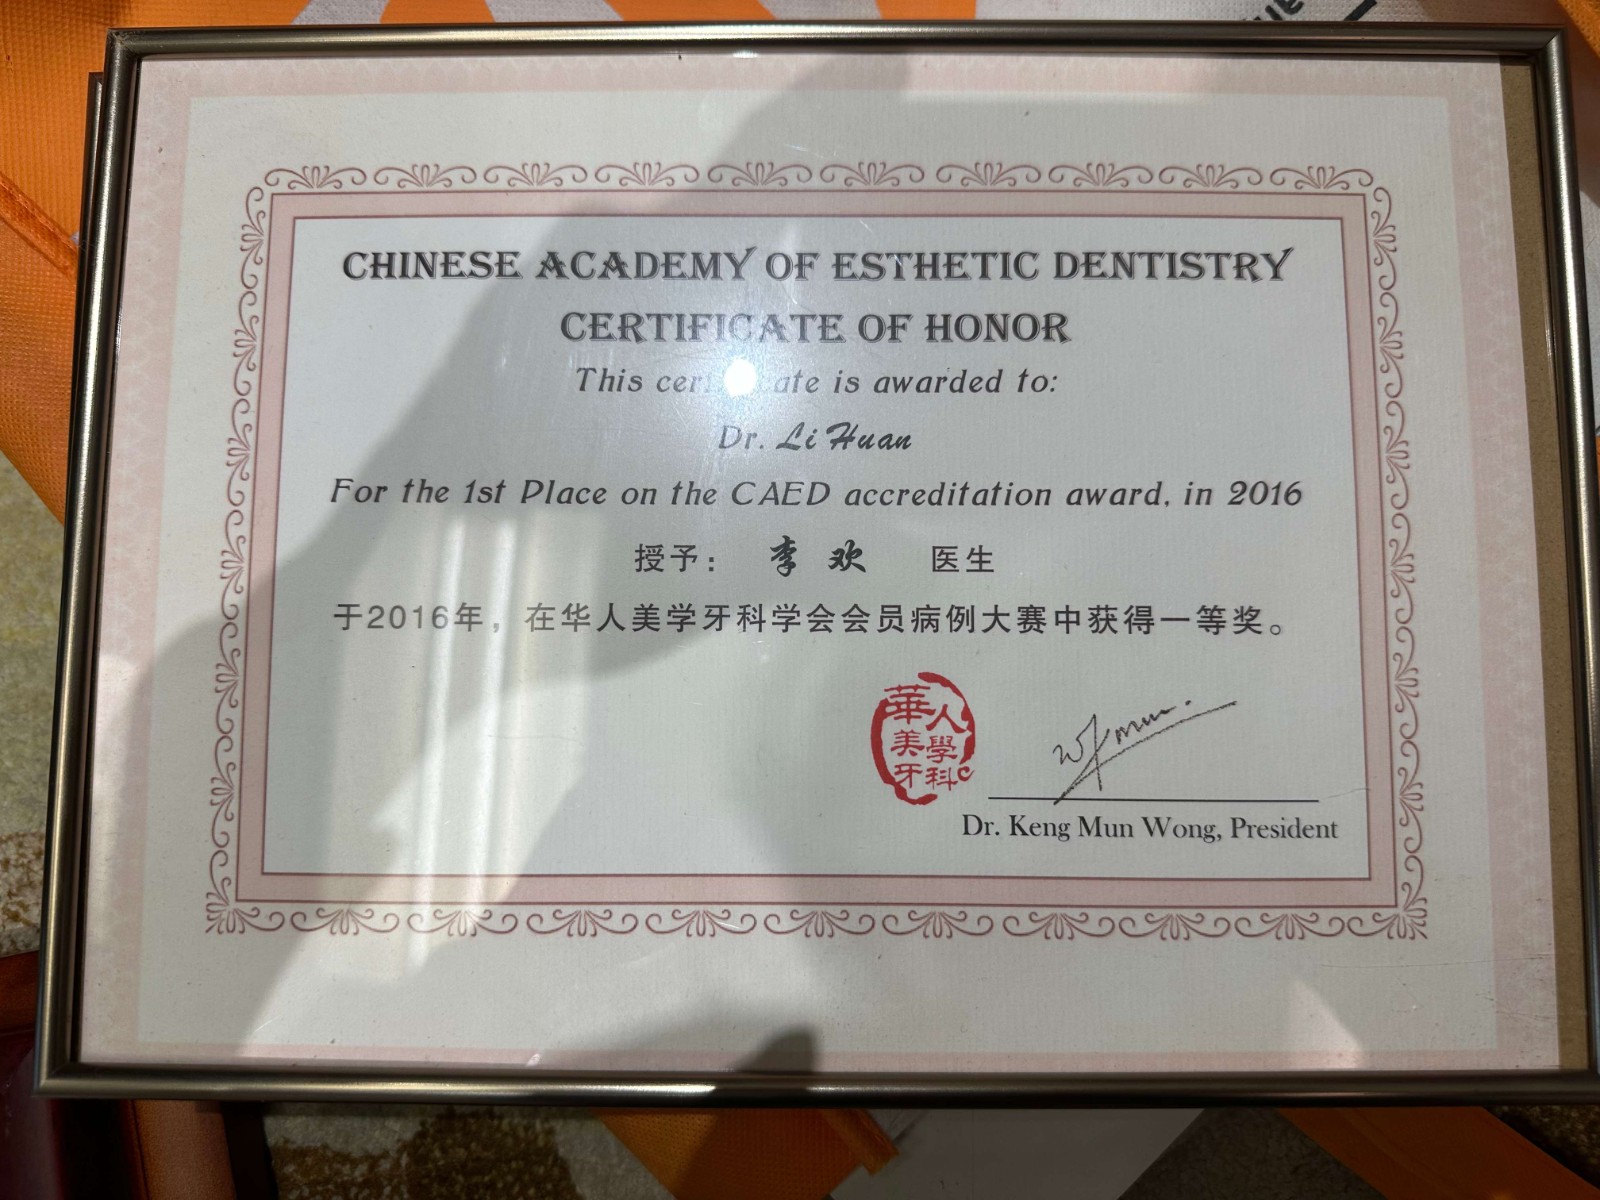 CHINESE ACADEMY OF ESTHETIC DENTISTRY
CERTIFICATE OF HONOR
This certificate is awarded to:
Dr. Li Huan
For the 1st Place on the CAED accreditation award, in 2016
授予： 李 欢 医生
于2016年，在华人美学牙科学会会员病例大赛中获得一等奖。
華人
美學
牙科
Dr. Keng Mun Wong, President